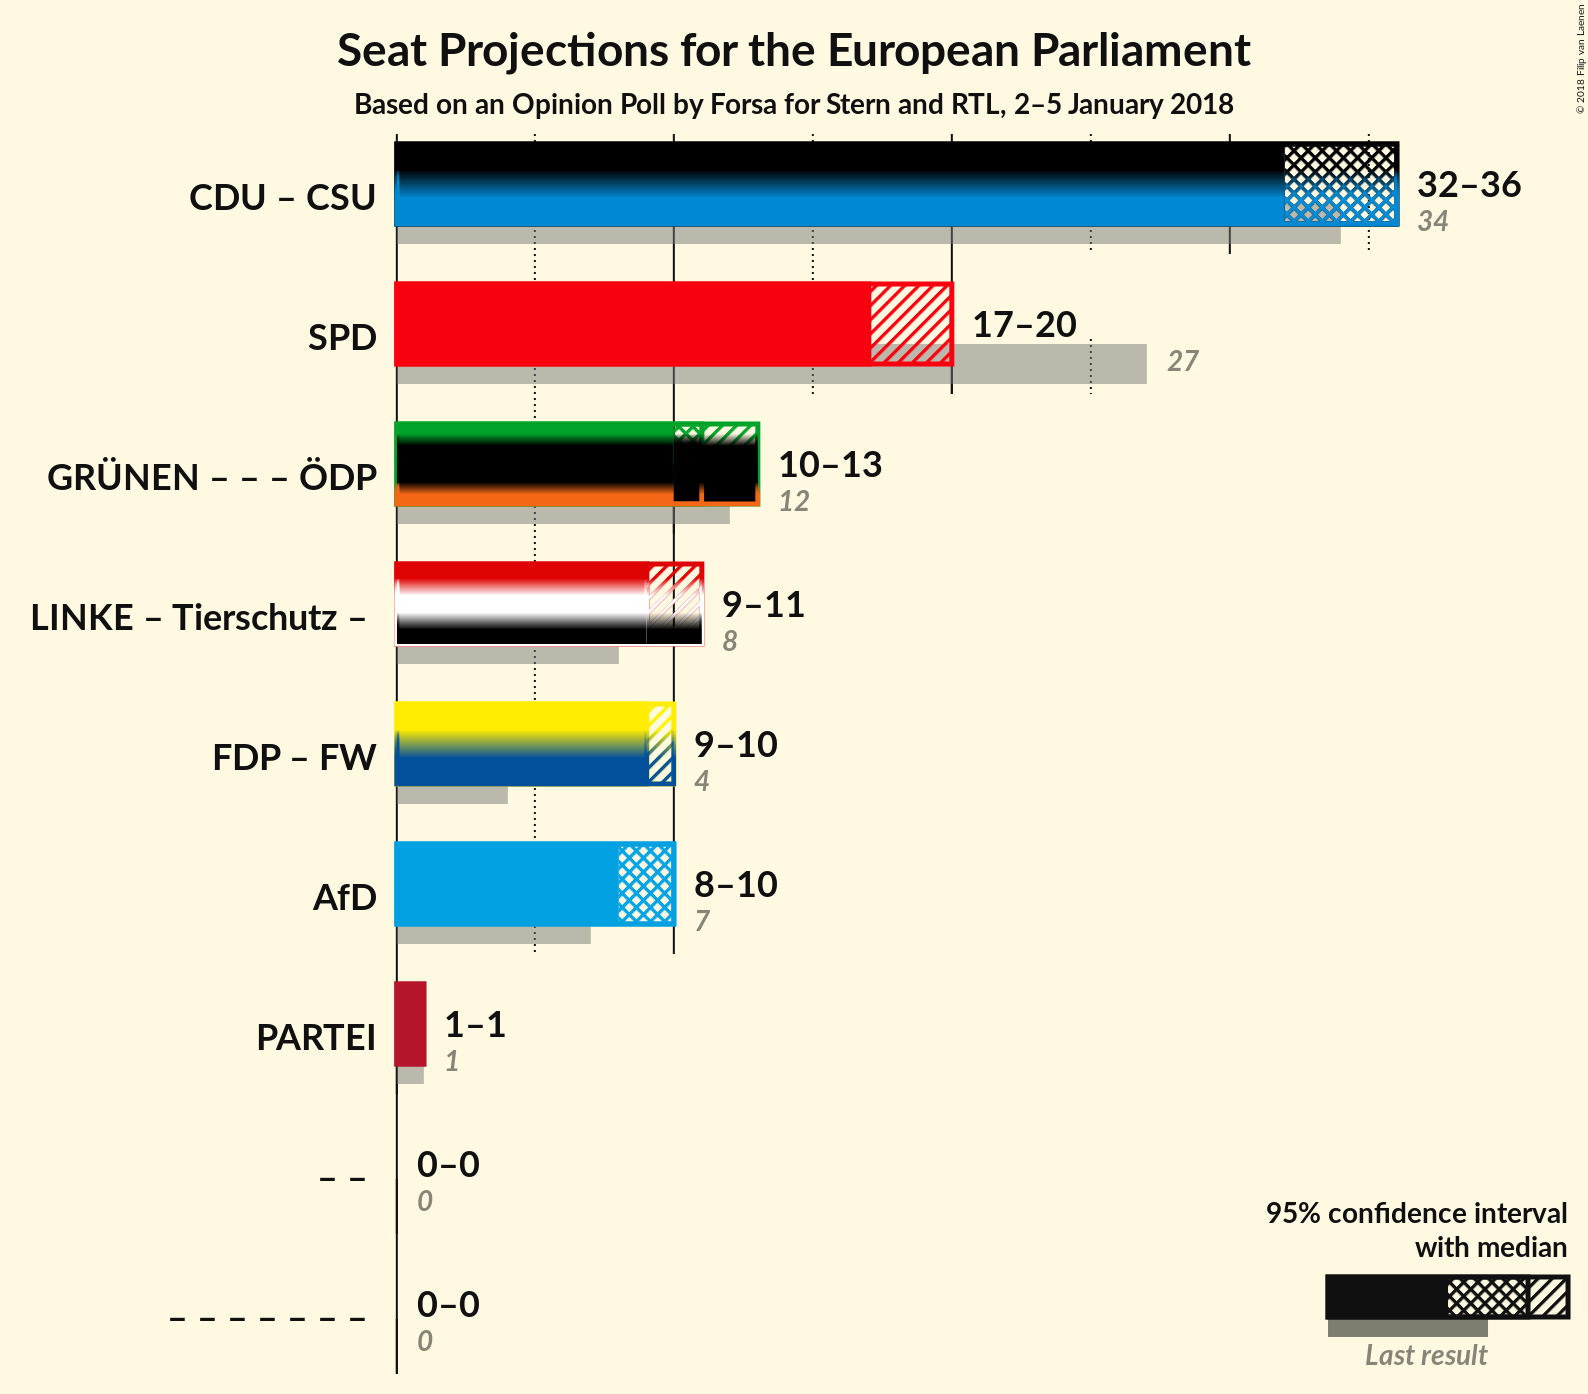 Seat Projections for the European Parliament
Based on an Opinion Poll by Forsa for Stern and RTL, 2–5 January 2018
© 2018 Filip van Laenen
CDU – CSU
32–36
34
SPD
17–20
27
GRÜNEN – – – ÖDP
10–13
12
LINKE – Tierschutz –
9–11
8
FDP – FW
9–10
4
AfD
8–10
7
PARTEI
1–1
1
– –
0–0
0
– – – – – – –
0–0
0
95% confidence interval
with median
Last result